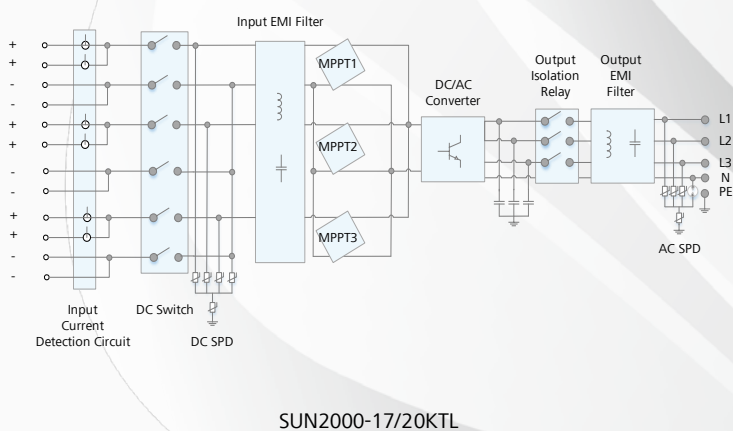 Input EMI Filter
+
+
-
-
+
+
-
-
+
+
-
-
MPPT1
MPPT2
MPPT3
DC/AC
Converter
Output
Isolation
Relay
Output
EMI
Filter
L1
L2
L3
N
PE
AC SPD
Input
Current
Detection Circuit
DC Switch
DC SPD
SUN2000-17/20KTL